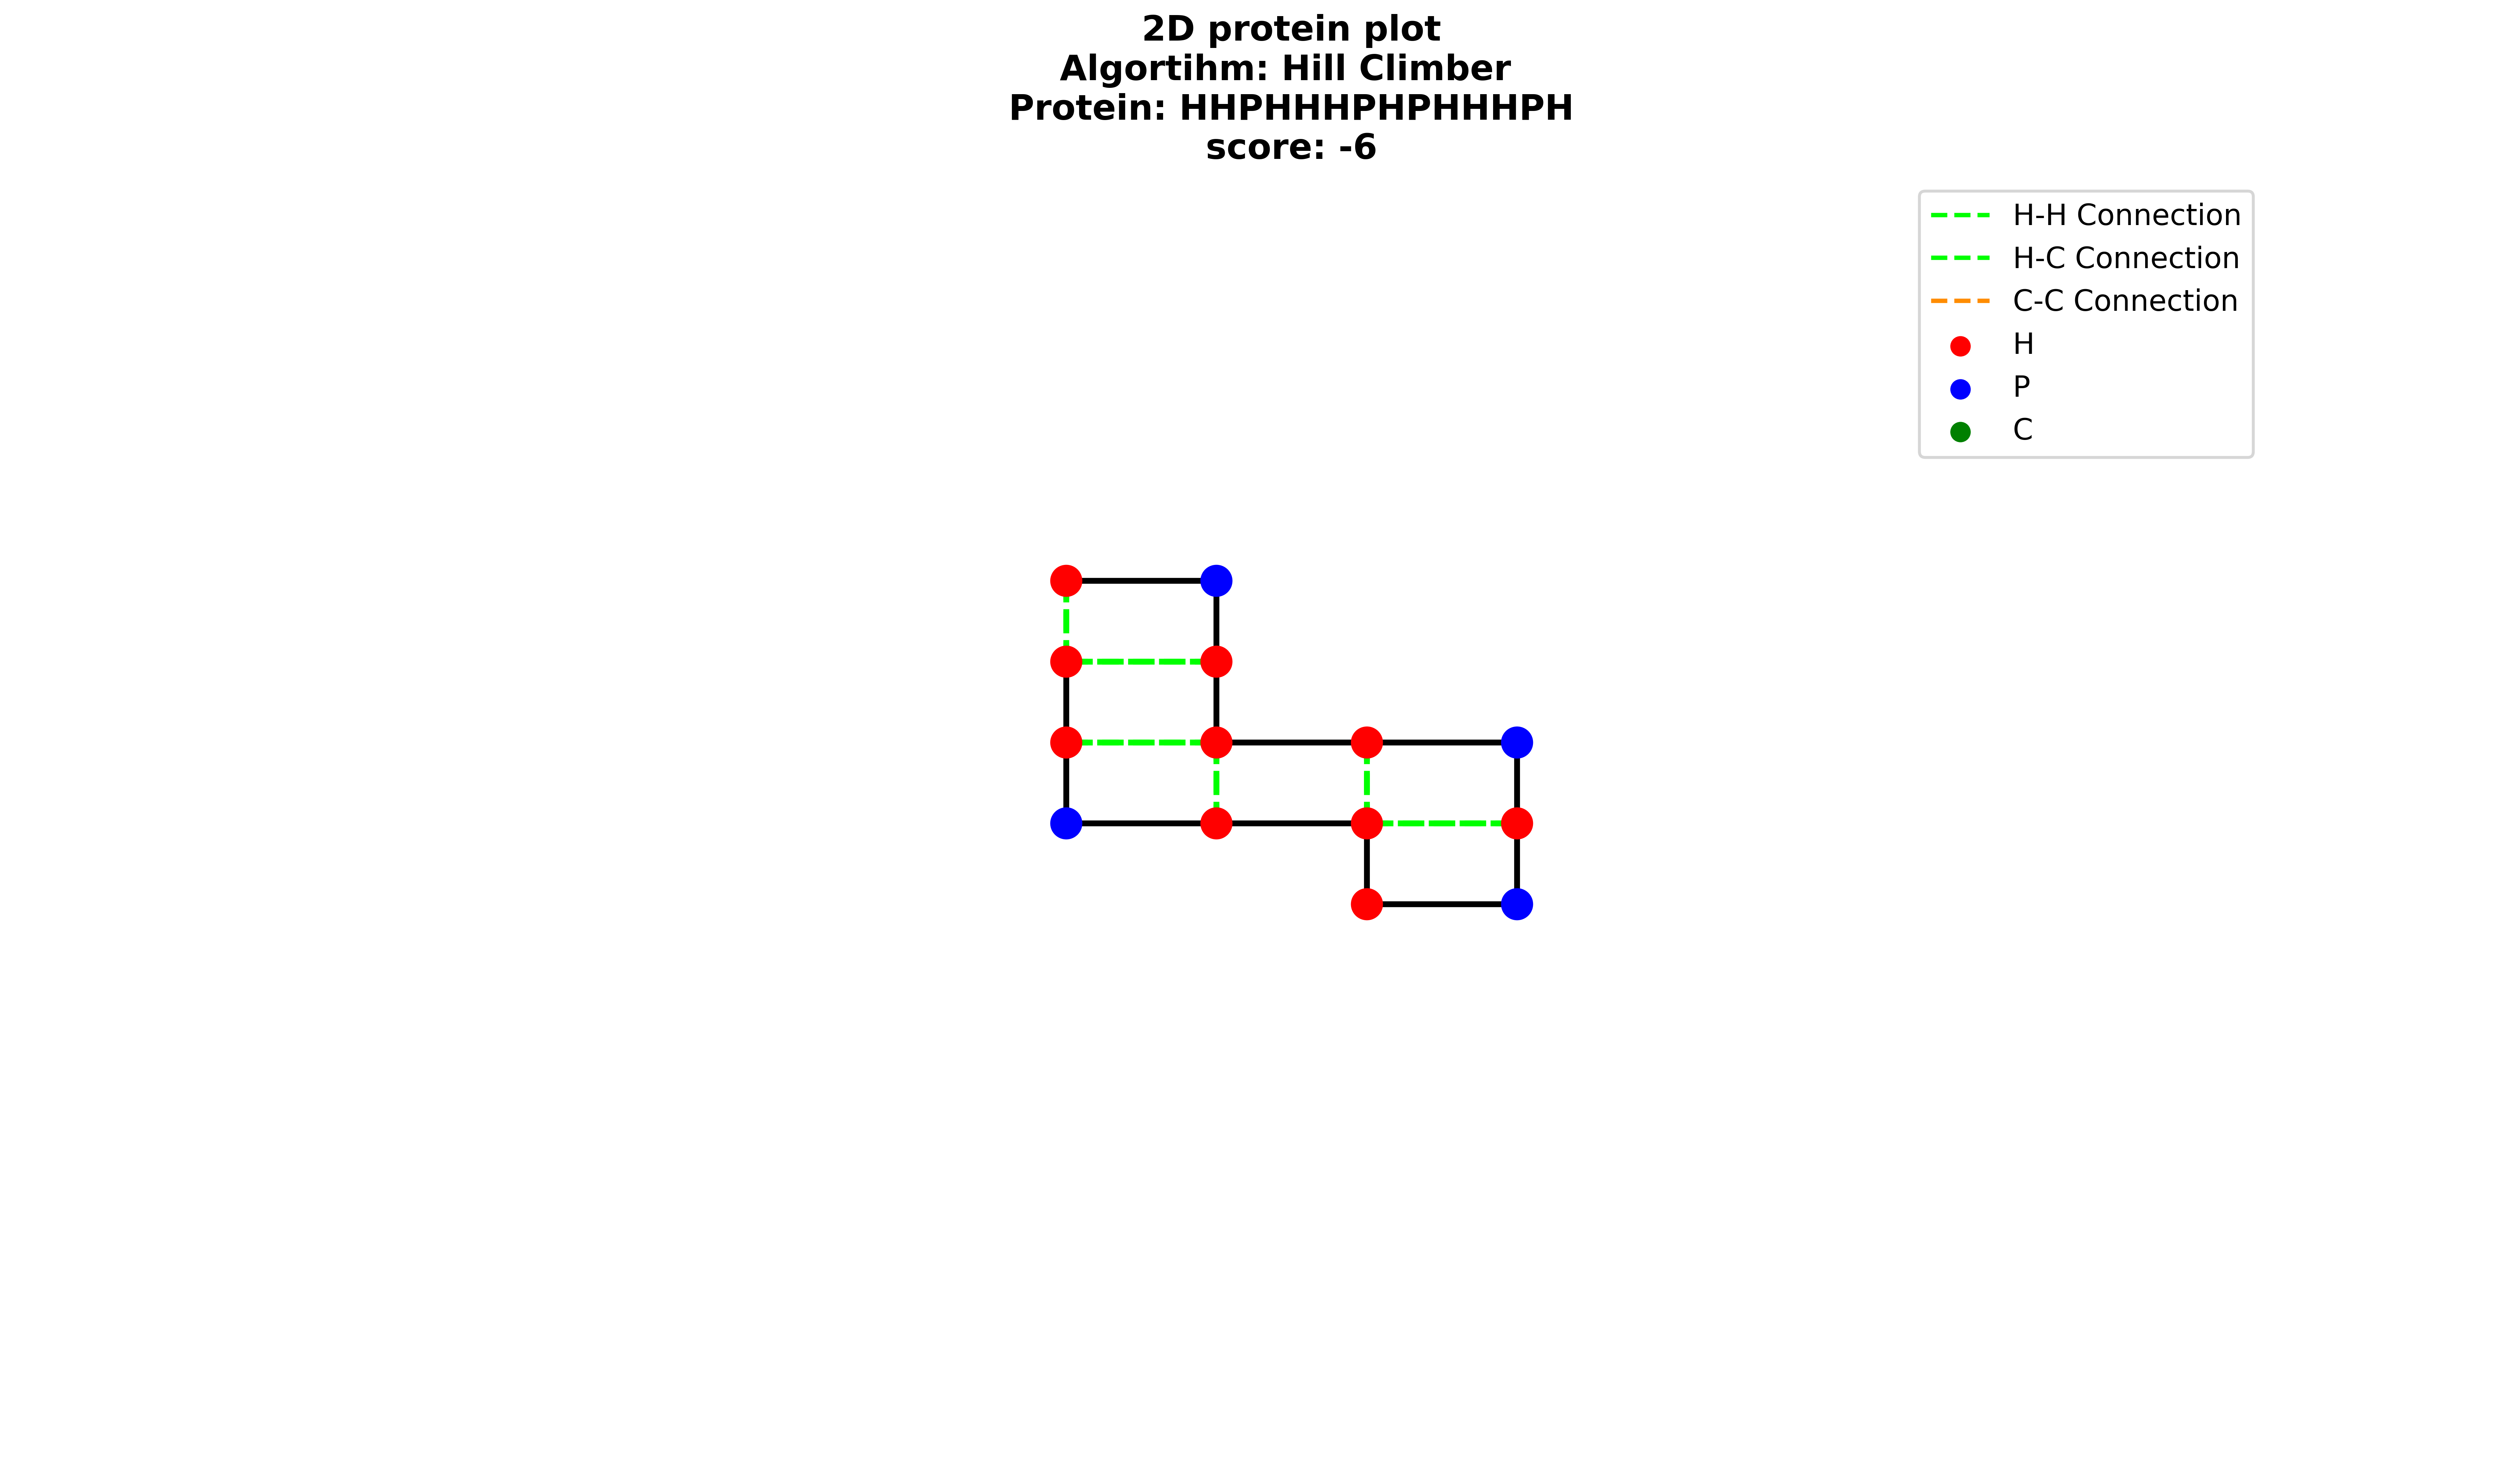 2D protein plot
Algortihm: Hill Climber
Protein: HHPHHHPHPHHHPH
score: -6
H-H Connection
H-C Connection
C-C Connection
H
P
C